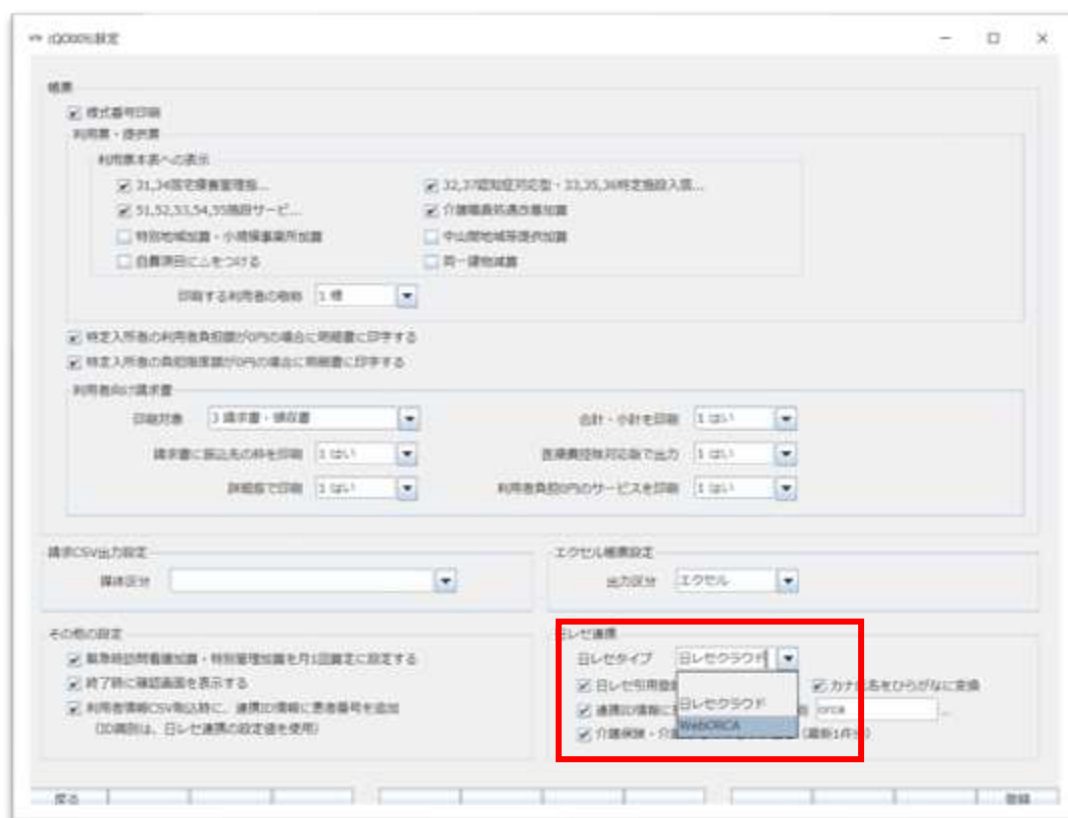 設定
帳票
様式番号印刷
利用票・提供票
利用票本表への表示
31,34居宅療養管理指...
32,37認知症対応型・33,35,36特定施設入居...
51,52,53,54,55施設サービ...
介護職員処遇改善加算
特別地域加算・小規模事業所加算
中山間地域等提供加算
自費項目に△をつける
同一建物減算
印刷する利用者の敬称 1 様
特定入所者の利用者負担額が0円の場合に明細書に印字する
特定入所者の負担限度額が0円の場合に明細書に印字する
利用者向け請求書
印刷対象 3 請求書・領収書
合計・小計を印刷 1 はい
請求書に振込先の枠を印刷 1 はい
医療費控除対応版で出力 1 はい
詳細版で印刷 1 はい
利用者負担0円のサービスを印刷 1 はい
請求CSV出力設定
媒体区分
エクセル帳票設定
出力区分 エクセル
その他の設定
緊急時訪問看護加算・特別管理加算を月1回算定に設定する
終了時に確認画面を表示する
利用者情報CSV取込時に、連携ID情報に患者番号を追加
(ID識別は、日レセ連携の設定値を使用)
日レセ連携
日レセタイプ 日レセクラウド
日レセ引用登
カナ氏名をひらがなに変換
日レセクラウド
連携ID情報に
orca ...
WebORCA
介護保険・介
(最新1件分)
戻る
登録